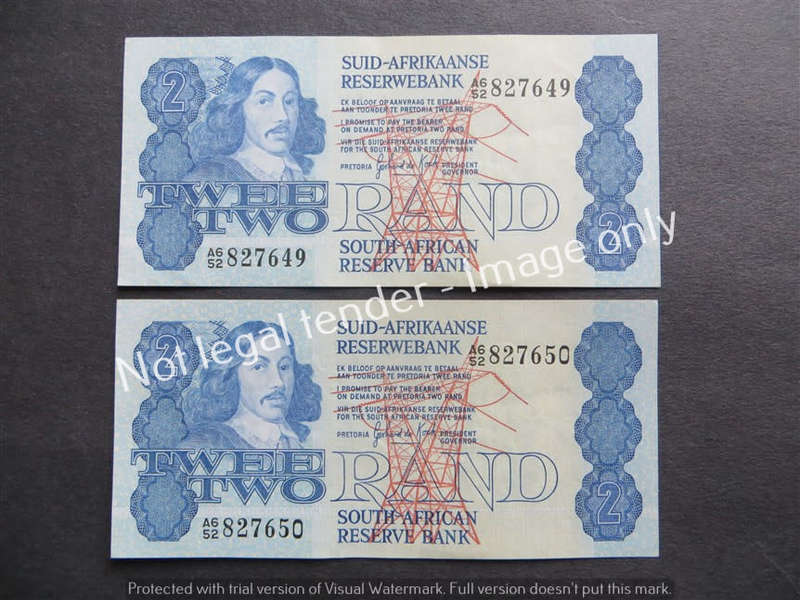 2
SUID-AFRIKAANSE
RESERWEBANK
A6
52 827649
EK BELOOF OP AANVRAAG TE BETAAL
AAN TOONDER TE PRETORIA TWEE RAND
I PROMISE TO PAY THE BEARER
ON DEMAND AT PRETORIA TWO RAND
VIR DIE SUID-AFRIKAANSE RESERWEBANK
FOR THE SOUTH AFRICAN RESERVE BANK
PRETORIA PRESIDENT
GOVERNOR
TWEE
TWO RAND
2
A6
52 827649
SOUTH AFRICAN
RESERVE BANK
Not legal tender - Image only
2
SUID-AFRIKAANSE
RESERWEBANK
A6
52 827650
EK BELOOF OP AANVRAAG TE BETAAL
AAN TOONDER TE PRETORIA TWEE RAND
I PROMISE TO PAY THE BEARER
ON DEMAND AT PRETORIA TWO RAND
VIR DIE SUID-AFRIKAANSE RESERWEBANK
FOR THE SOUTH AFRICAN RESERVE BANK
PRETORIA PRESIDENT
GOVERNOR
TWEE
TWO RAND
2
A6
52 827650
SOUTH AFRICAN
RESERVE BANK
Protected with trial version of Visual Watermark. Full version doesn't put this mark.